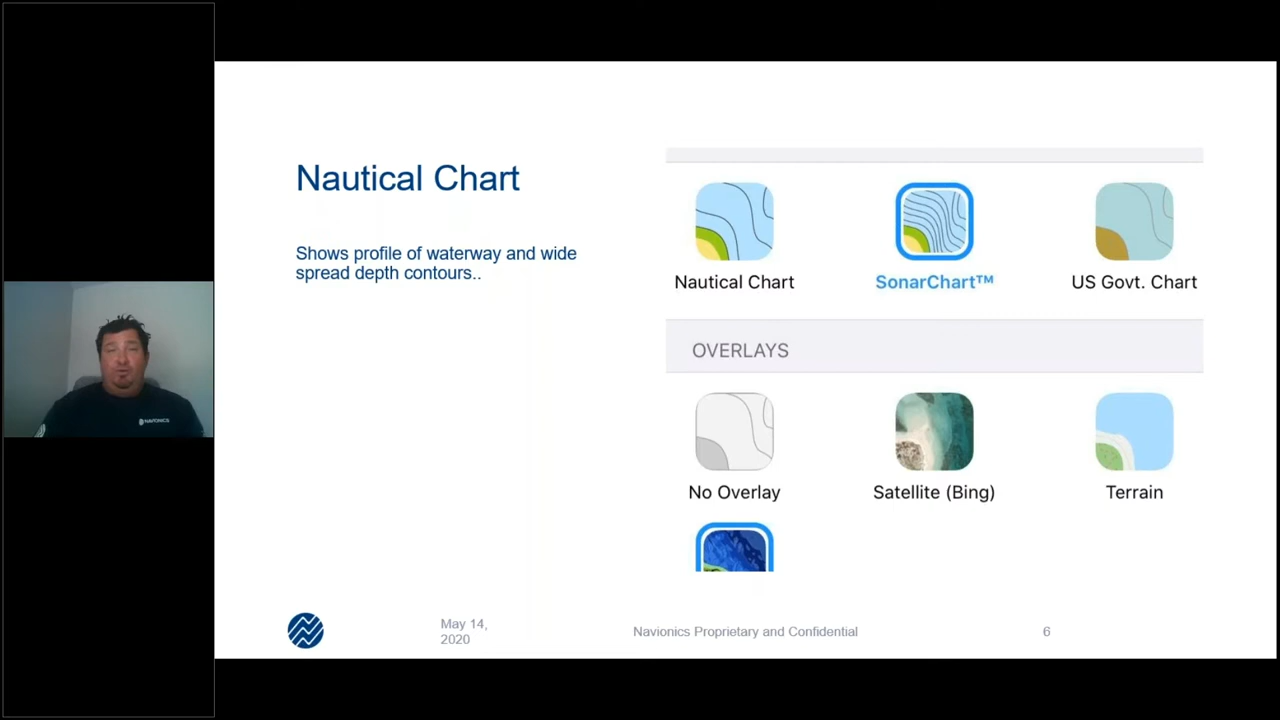 Nautical Chart
Shows profile of waterway and wide
spread depth contours..
Nautical Chart
SonarChart™
US Govt. Chart
OVERLAYS
No Overlay
Satellite (Bing)
Terrain
NAVIONICS
May 14,
2020
Navionics Proprietary and Confidential
6